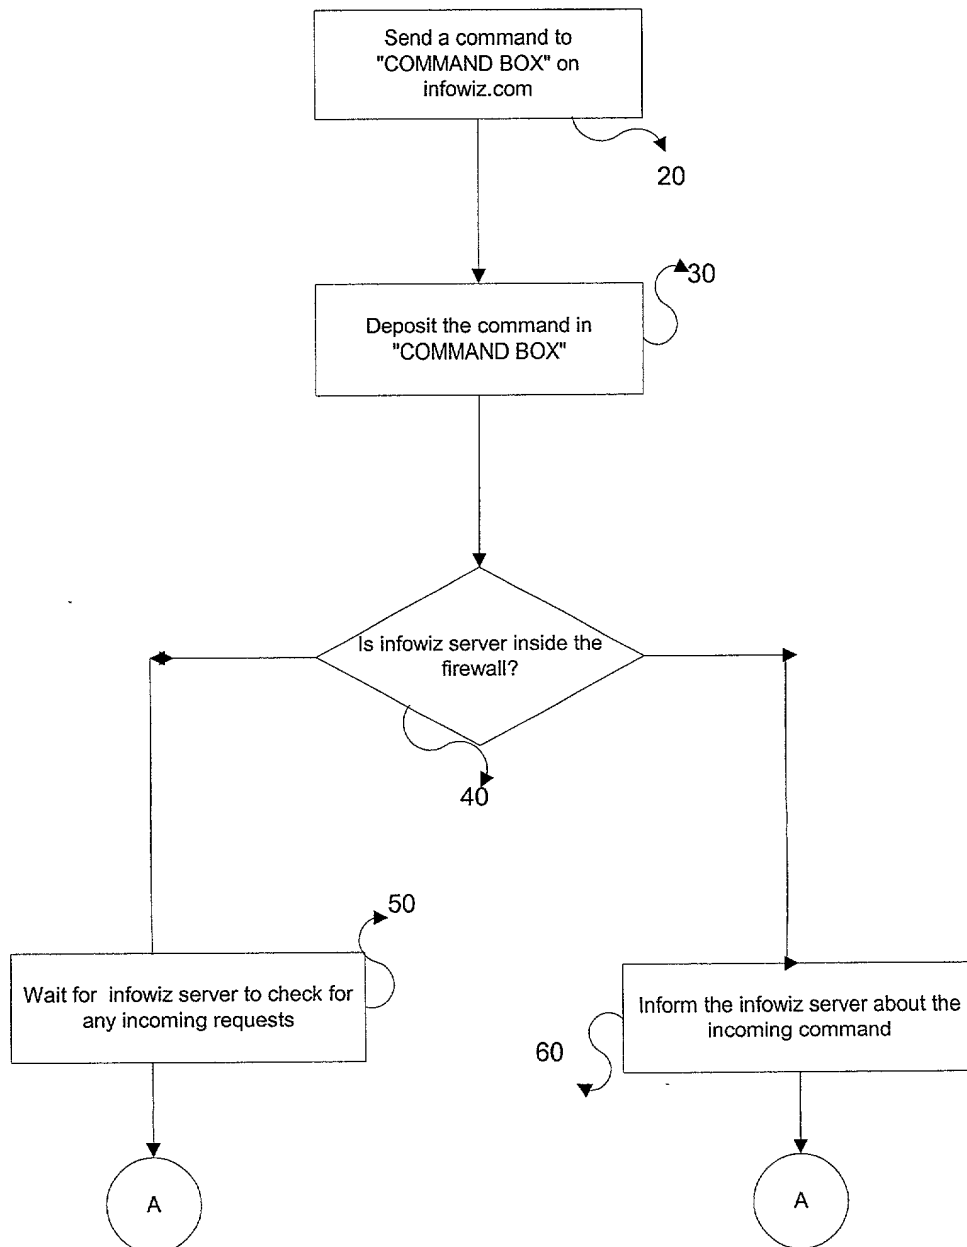 Send a command to
"COMMAND BOX" on
infowiz.com
20
30
Deposit the command in
"COMMAND BOX"
Is infowiz server inside the
firewall?
40
50
Wait for infowiz server to check for
any incoming requests
Inform the infowiz server about the
incoming command
60
A
A